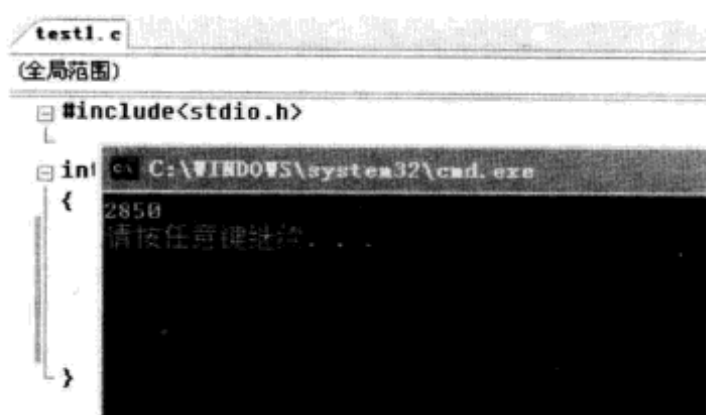 test1.c
(全局范围)
#include<stdio.h>
int
C:\WINDOWS\system32\cmd.exe
{
2850
请按任意键继续. . .
}